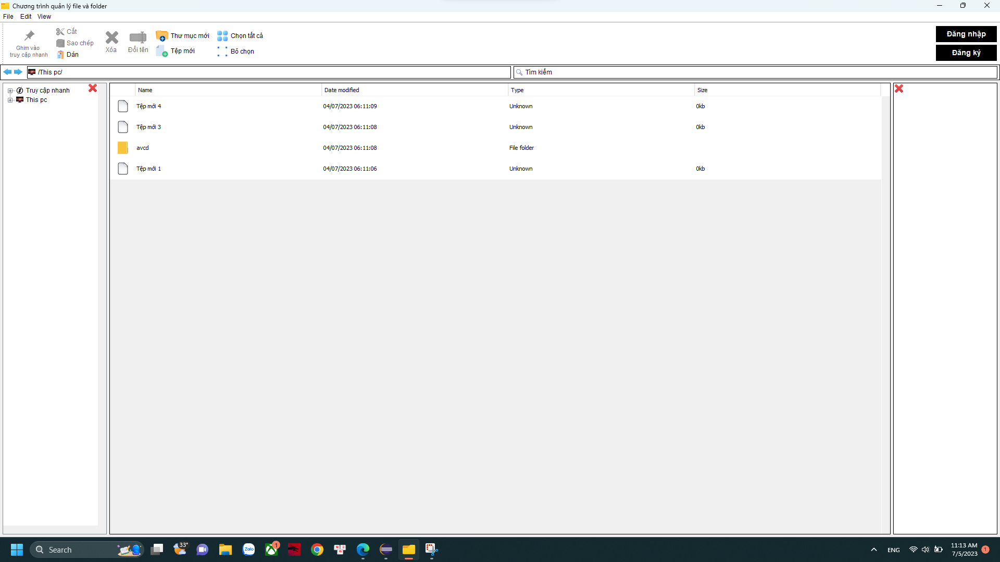 Chương trình quản lý file và folder
File Edit View
Ghim vào
truy cập nhanh
Cắt
Sao chép
Dán
Xóa
Đổi tên
Thư mục mới
Tệp mới
Chọn tất cả
Bỏ chọn
Đăng nhập
Đăng ký
/This pc/
Tìm kiếm
Truy cập nhanh
This pc
Name Date modified Type Size
Tệp mới 4 04/07/2023 06:11:09 Unknown 0kb
Tệp mới 3 04/07/2023 06:11:08 Unknown 0kb
avcd 04/07/2023 06:11:08 File folder
Tệp mới 1 04/07/2023 06:11:06 Unknown 0kb
Search
33°
Zalo
1
ENG
11:13 AM
7/5/2023
1